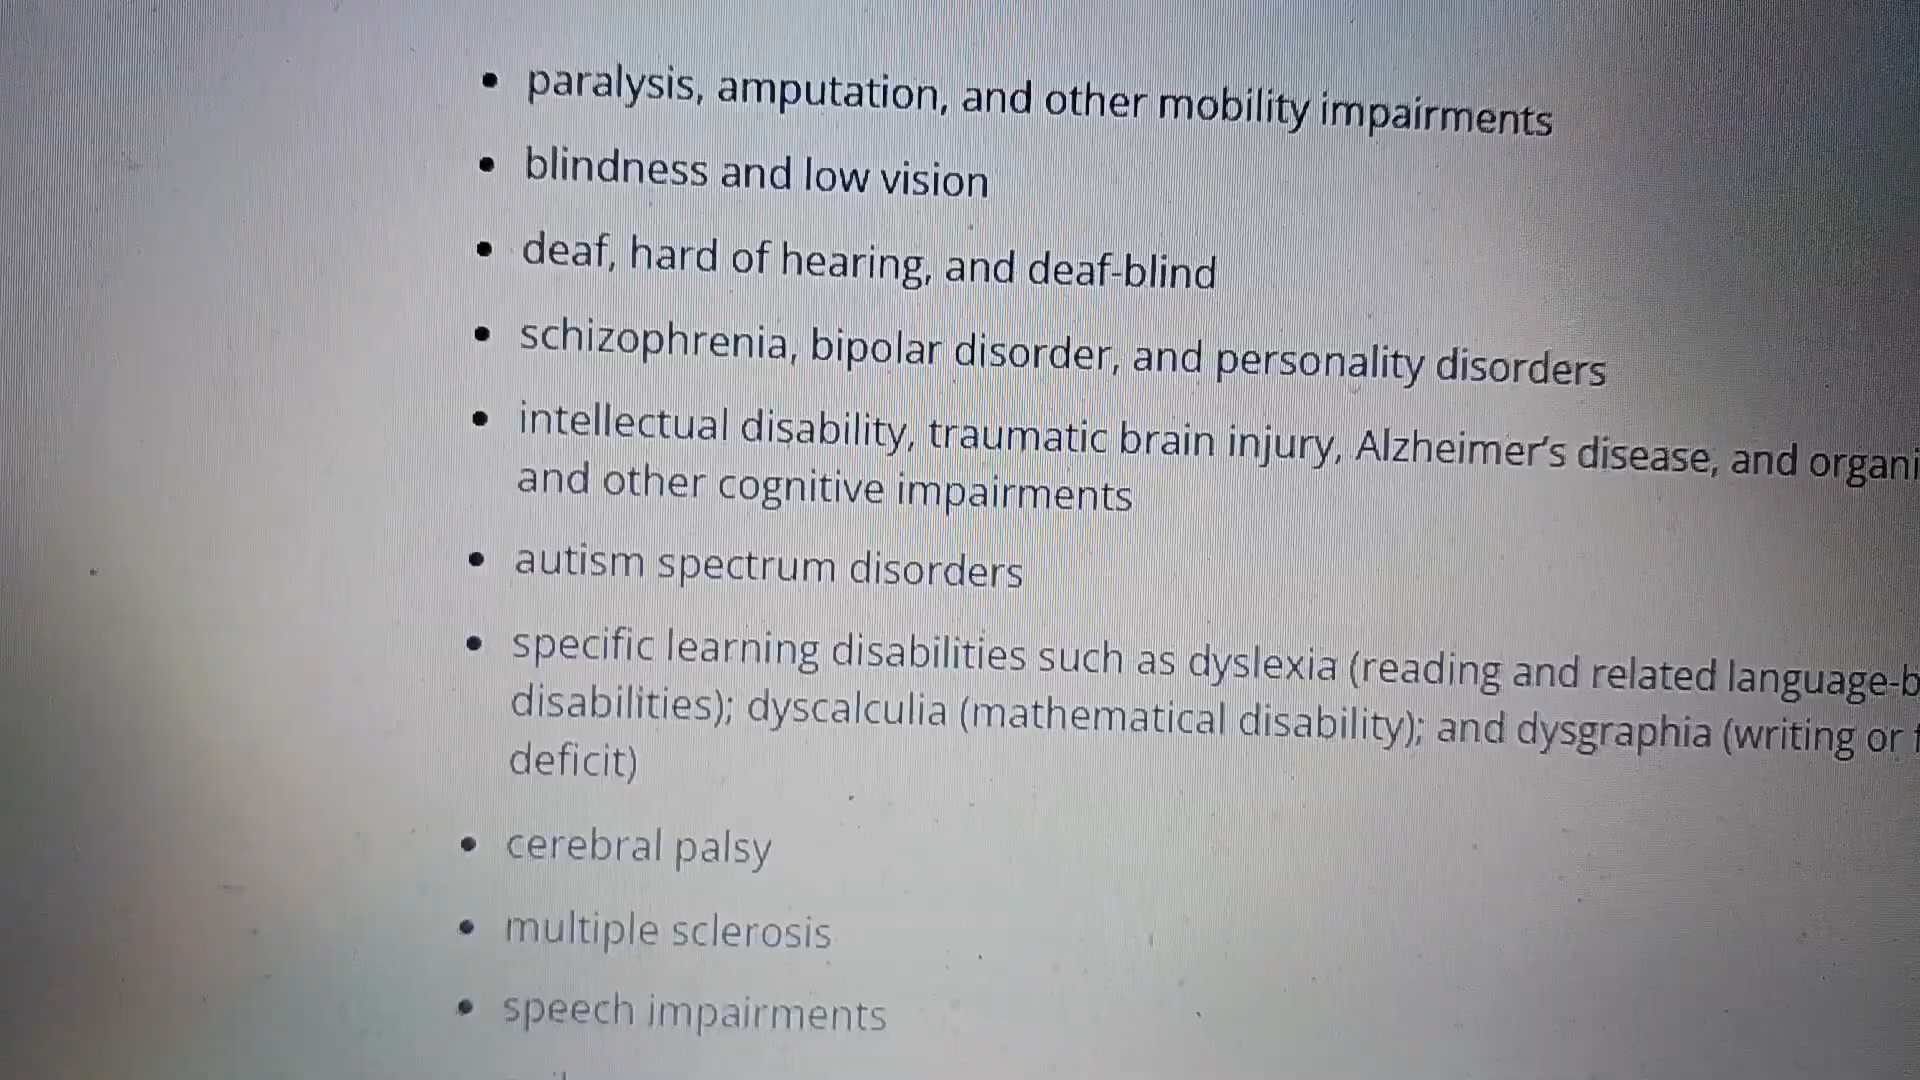 • paralysis, amputation, and other mobility impairments
• blindness and low vision
• deaf, hard of hearing, and deaf-blind
• schizophrenia, bipolar disorder, and personality disorders
• intellectual disability, traumatic brain injury, Alzheimer's disease, and
and other cognitive impairments
• autism spectrum disorders
• specific learning disabilities such as dyslexia (reading and related
disabilities); dyscalculia (mathematical disability); and dysgraphia (writing or
deficit)
• cerebral palsy
• multiple sclerosis
• speech impairments